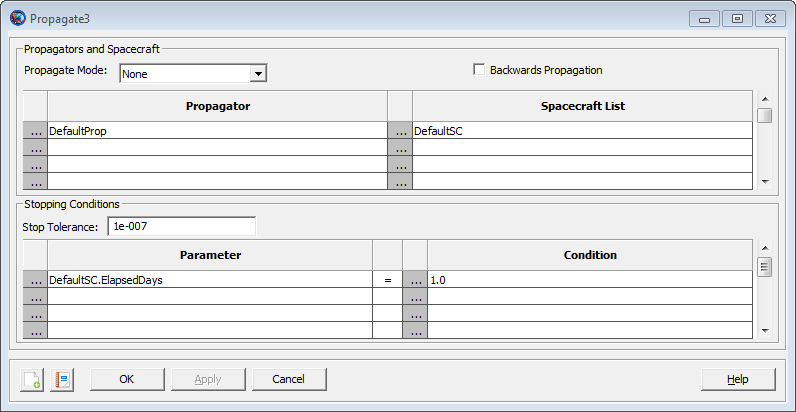 Propagate3
Propagators and Spacecraft
Propagate Mode: None Backwards Propagation
Propagator Spacecraft List
... DefaultProp ... DefaultSC
... ...
... ...
... ...
Stopping Conditions
Stop Tolerance: 1e-007
Parameter Condition
... DefaultSC.ElapsedDays = ... 1.0
... ...
... ...
... ...
OK Apply Cancel Help